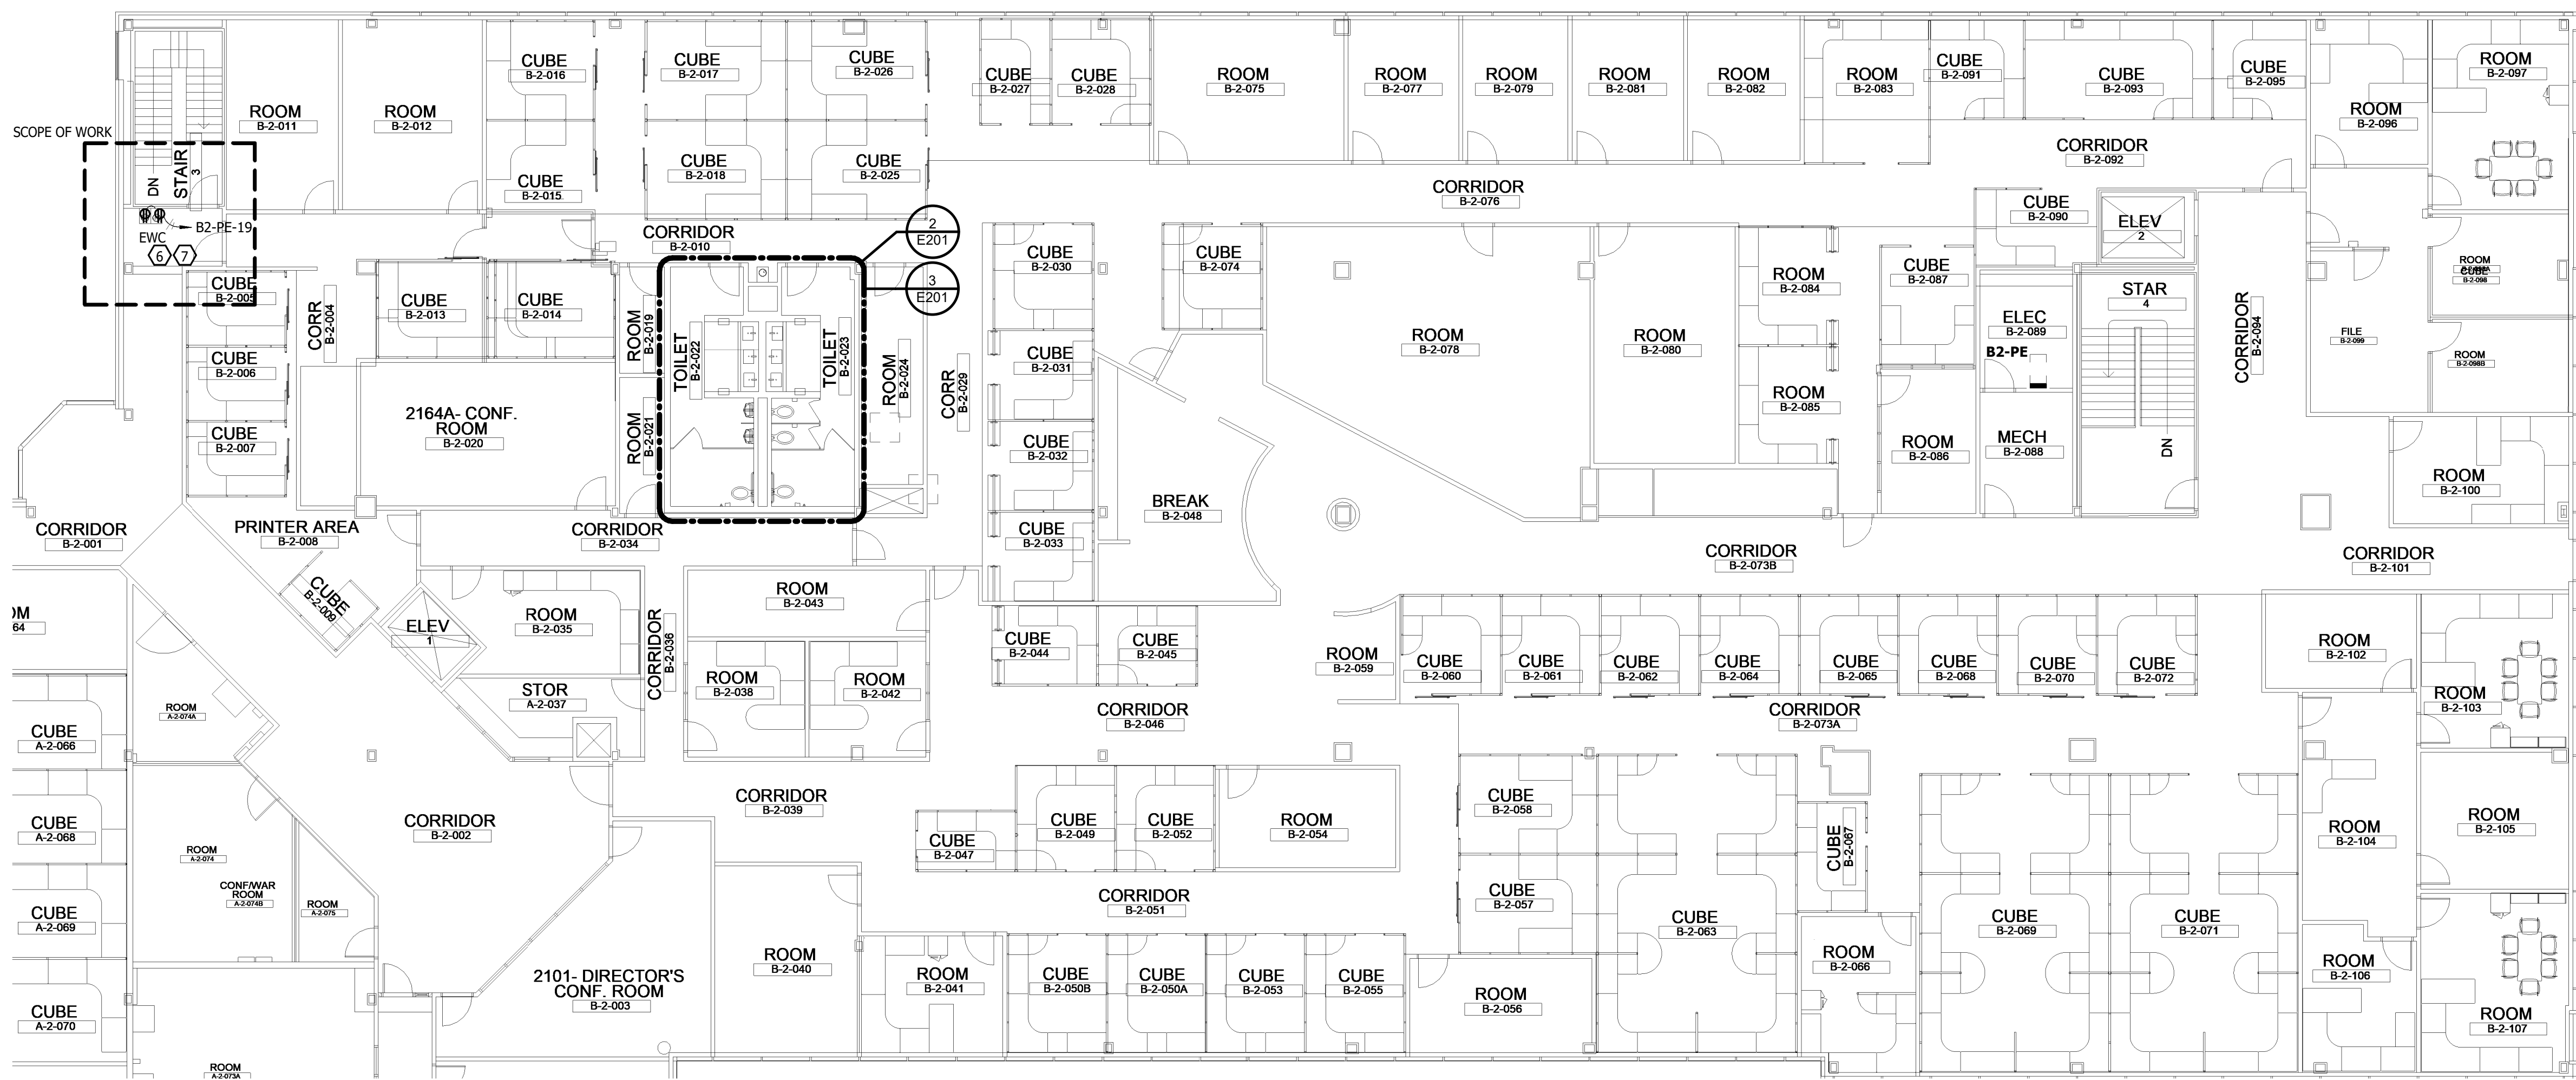 SCOPE OF WORK
STAIR
3
DN
B2-PE-19
EWC
6
7
ROOM
B-2-011
ROOM
B-2-012
CUBE
B-2-016
CUBE
B-2-015
CUBE
B-2-017
CUBE
B-2-018
CUBE
B-2-026
CUBE
B-2-025
CUBE
B-2-027
CUBE
B-2-028
ROOM
B-2-075
ROOM
B-2-077
ROOM
B-2-079
ROOM
B-2-081
ROOM
B-2-082
ROOM
B-2-083
CUBE
B-2-091
CUBE
B-2-093
CUBE
B-2-095
ROOM
B-2-096
ROOM
B-2-097
CORRIDOR
B-2-092
CORRIDOR
B-2-076
CORRIDOR
B-2-010
2
E201
3
E201
CUBE
B-2-005
CUBE
B-2-006
CUBE
B-2-007
CORR
B-2-004
CUBE
B-2-013
CUBE
B-2-014
2164A- CONF.
ROOM
B-2-020
ROOM
B-2-019
ROOM
B-2-021
TOILET
B-2-022
TOILET
B-2-023
ROOM
B-2-024
CORR
B-2-029
CUBE
B-2-030
CUBE
B-2-031
CUBE
B-2-032
CUBE
B-2-033
CUBE
B-2-074
ROOM
B-2-078
ROOM
B-2-080
ROOM
B-2-084
ROOM
B-2-085
CUBE
B-2-087
ROOM
B-2-086
CUBE
B-2-090
ELEV
2
ELEC
B-2-089
B2-PE
MECH
B-2-088
STAR
4
DN
CORRIDOR
B-2-094
FILE
B-2-099
ROOM
CUBE
B-2-098
ROOM
B-2-098B
ROOM
B-2-100
BREAK
B-2-048
CORRIDOR
B-2-001
PRINTER AREA
B-2-008
CORRIDOR
B-2-034
CORRIDOR
B-2-073B
CORRIDOR
B-2-101
CUBE
B-2-009
ELEV
1
ROOM
B-2-035
STOR
A-2-037
CORRIDOR
B-2-036
ROOM
B-2-043
ROOM
B-2-038
ROOM
B-2-042
CUBE
B-2-044
CUBE
B-2-045
ROOM
B-2-059
CUBE
B-2-060
CUBE
B-2-061
CUBE
B-2-062
CUBE
B-2-064
CUBE
B-2-065
CUBE
B-2-068
CUBE
B-2-070
CUBE
B-2-072
ROOM
B-2-102
ROOM
B-2-103
CORRIDOR
B-2-046
CORRIDOR
B-2-073A
OM
64
CUBE
A-2-066
CUBE
A-2-068
CUBE
A-2-069
CUBE
A-2-070
ROOM
A-2-074A
ROOM
A-2-074
CONF/WAR
ROOM
A-2-074B
ROOM
A-2-075
ROOM
A-2-073A
CORRIDOR
B-2-002
CORRIDOR
B-2-039
CUBE
B-2-047
CUBE
B-2-049
CUBE
B-2-052
ROOM
B-2-054
CORRIDOR
B-2-051
CUBE
B-2-058
CUBE
B-2-057
CUBE
B-2-063
CUBE
B-2-067
ROOM
B-2-066
CUBE
B-2-069
CUBE
B-2-071
ROOM
B-2-104
ROOM
B-2-105
ROOM
B-2-106
ROOM
B-2-107
2101- DIRECTOR'S
CONF. ROOM
B-2-003
ROOM
B-2-040
ROOM
B-2-041
CUBE
B-2-050B
CUBE
B-2-050A
CUBE
B-2-053
CUBE
B-2-055
ROOM
B-2-056